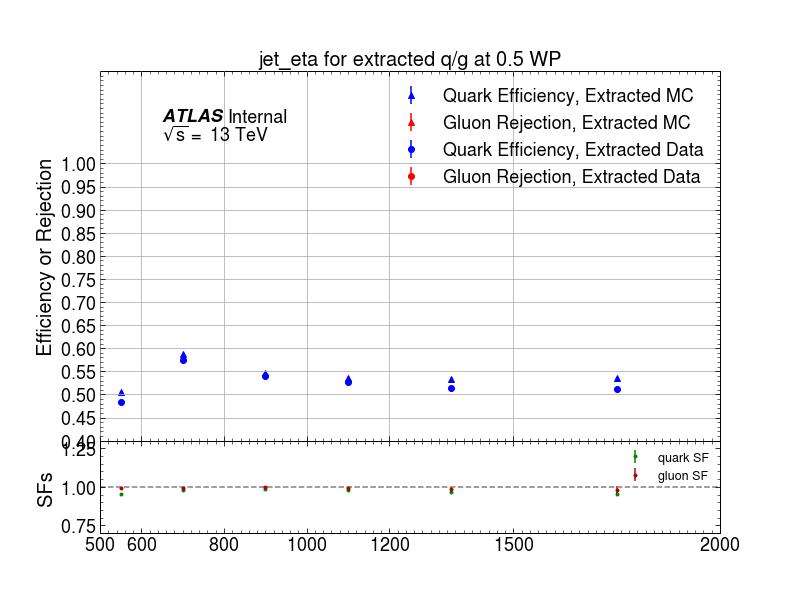 jet_eta for extracted q/g at 0.5 WP
ATLAS Internal
√s = 13 TeV
Quark Efficiency, Extracted MC
Gluon Rejection, Extracted MC
Quark Efficiency, Extracted Data
Gluon Rejection, Extracted Data
Efficiency or Rejection
1.00
0.95
0.90
0.85
0.80
0.75
0.70
0.65
0.60
0.55
0.50
0.45
0.40
SFs
1.25
1.00
0.75
quark SF
gluon SF
500 600 800 1000 1200 1500 2000